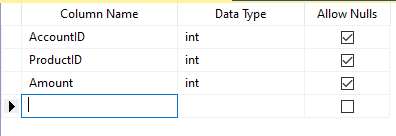 Column Name Data Type Allow Nulls
AccountID int
ProductID int
Amount int